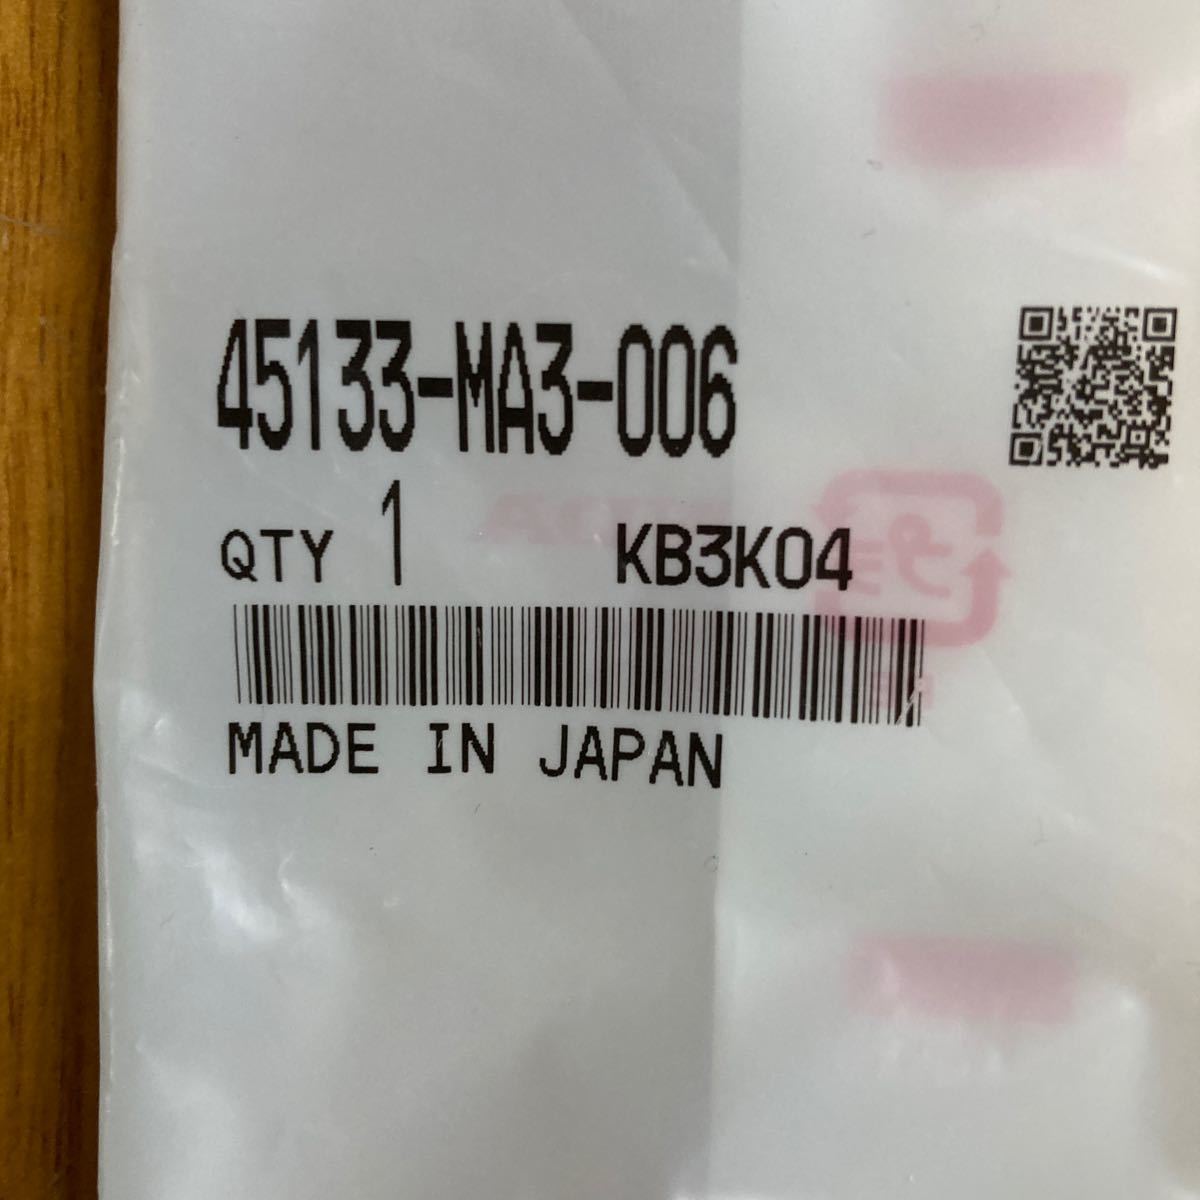 45133-MA3-006
QTY 1 KB3K04
MADE IN JAPAN